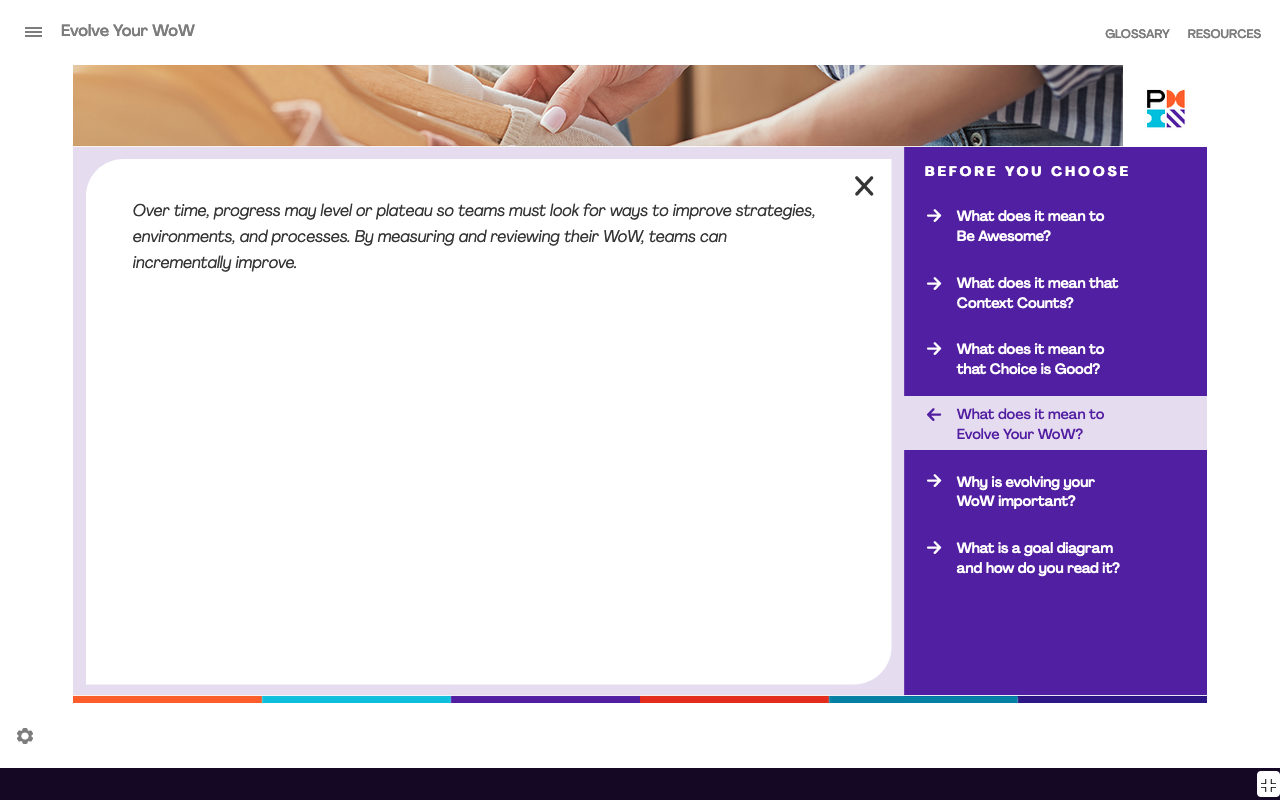 Evolve Your WoW
GLOSSARY RESOURCES
Over time, progress may level or plateau so teams must look for ways to improve strategies,
environments, and processes. By measuring and reviewing their WoW, teams can
incrementally improve.
BEFORE YOU CHOOSE
What does it mean to
Be Awesome?
What does it mean that
Context Counts?
What does it mean to
that Choice is Good?
What does it mean to
Evolve Your WoW?
Why is evolving your
WoW important?
What is a goal diagram
and how do you read it?